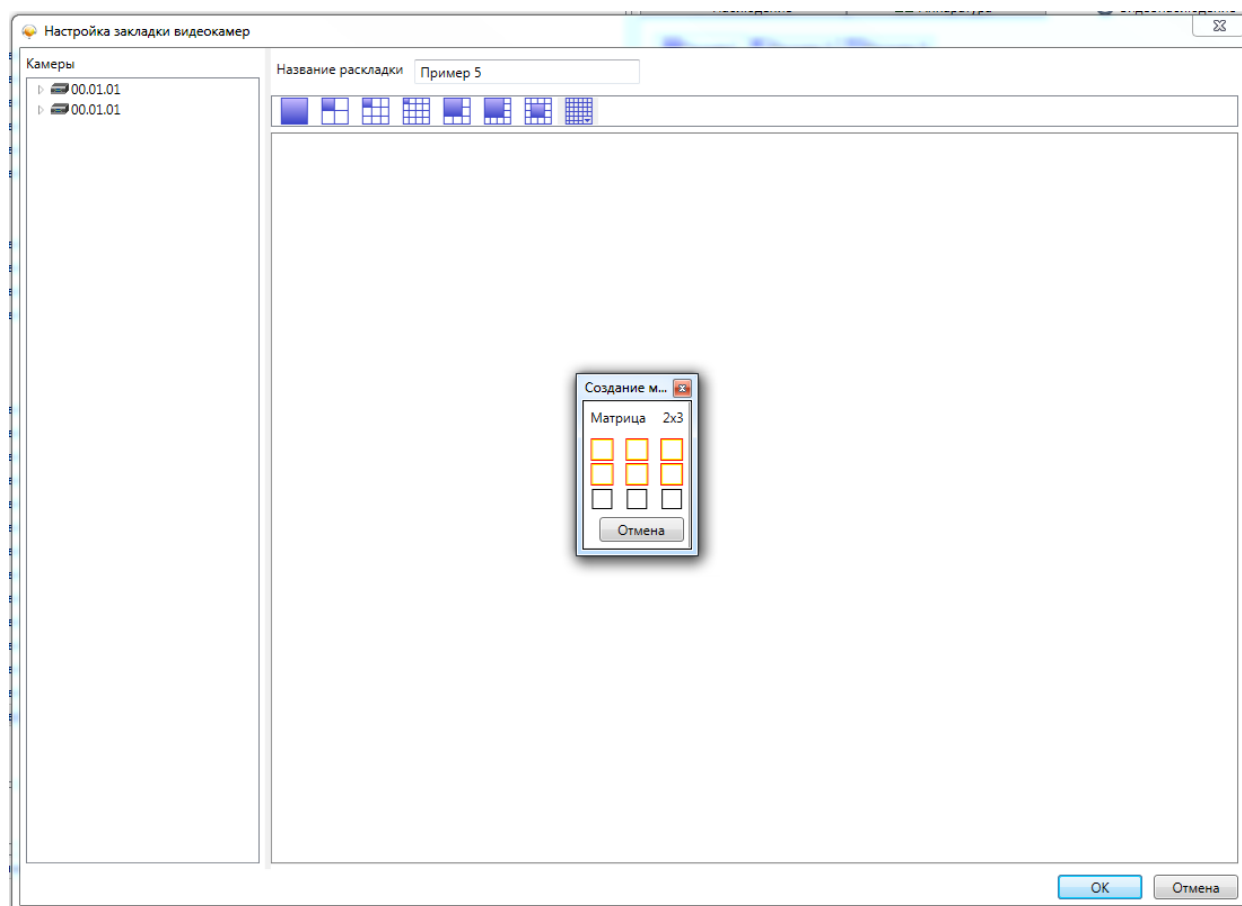 Настройка закладки видеокамер
Камеры
00.01.01
00.01.01
Название раскладки Пример 5
Создание м...
Матрица 2x3
Отмена
OK Отмена